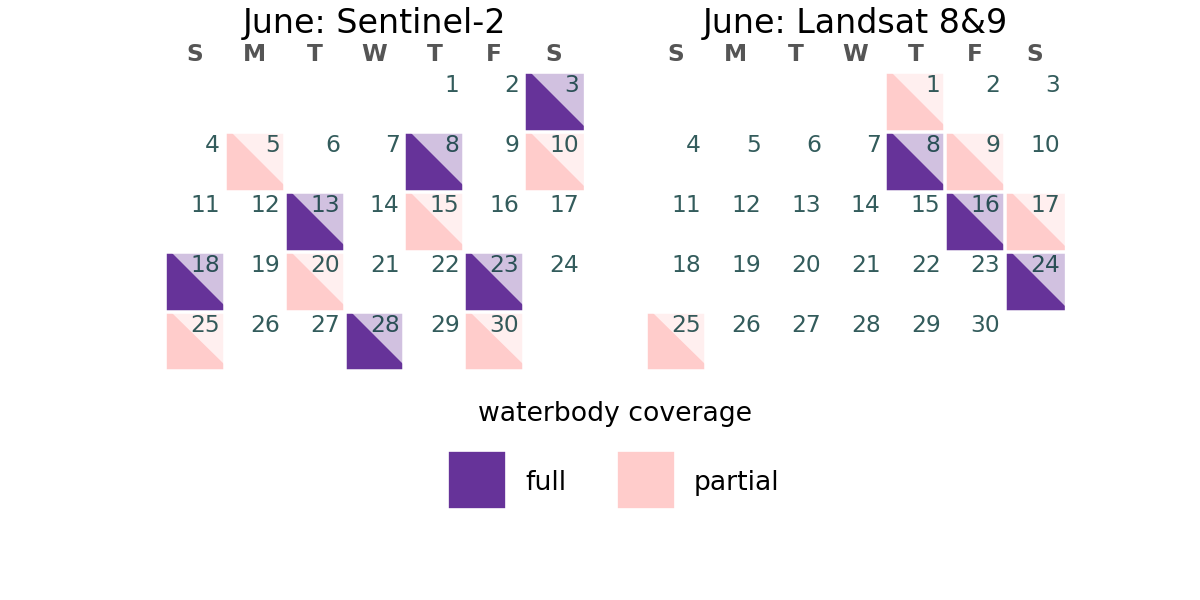 June: Sentinel-2
S M T W T F S
1 2 3
4 5 6 7 8 9 10
11 12 13 14 15 16 17
18 19 20 21 22 23 24
25 26 27 28 29 30
June: Landsat 8&9
S M T W T F S
1 2 3
4 5 6 7 8 9 10
11 12 13 14 15 16 17
18 19 20 21 22 23 24
25 26 27 28 29 30
waterbody coverage
full partial